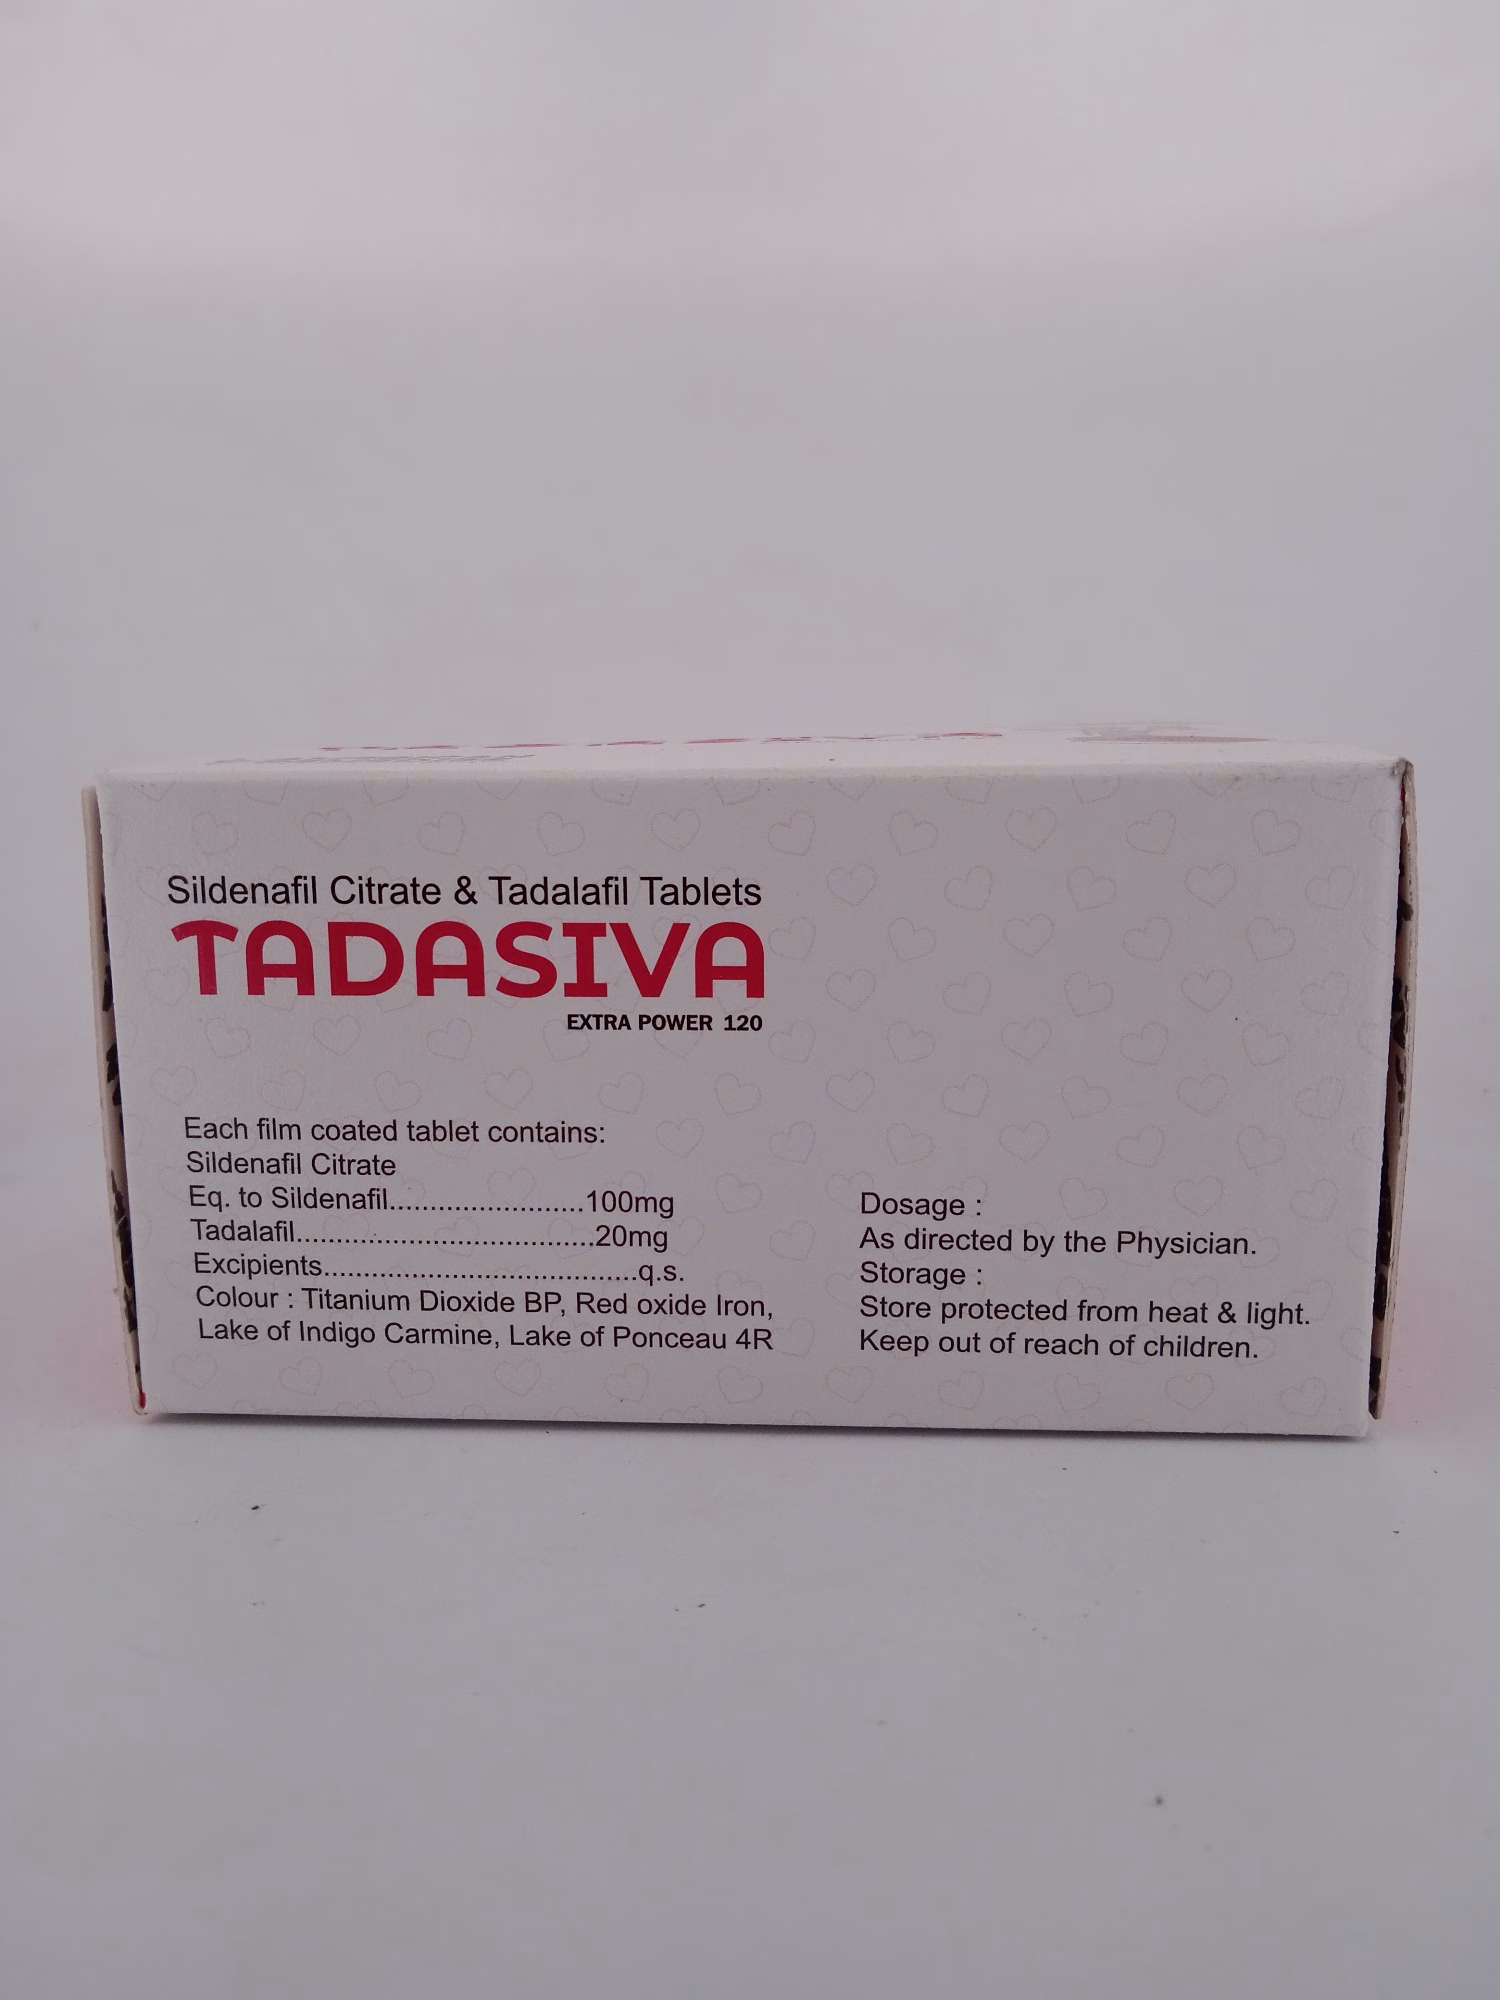 Sildenafil Citrate & Tadalafil Tablets
TADASIVA
EXTRA POWER 120
Each film coated tablet contains:
Sildenafil Citrate
Eq. to Sildenafil........................100mg
Tadalafil.....................................20mg
Excipients.......................................q.s.
Colour : Titanium Dioxide BP, Red oxide Iron,
Lake of Indigo Carmine, Lake of Ponceau 4R
Dosage :
As directed by the Physician.
Storage :
Store protected from heat & light.
Keep out of reach of children.